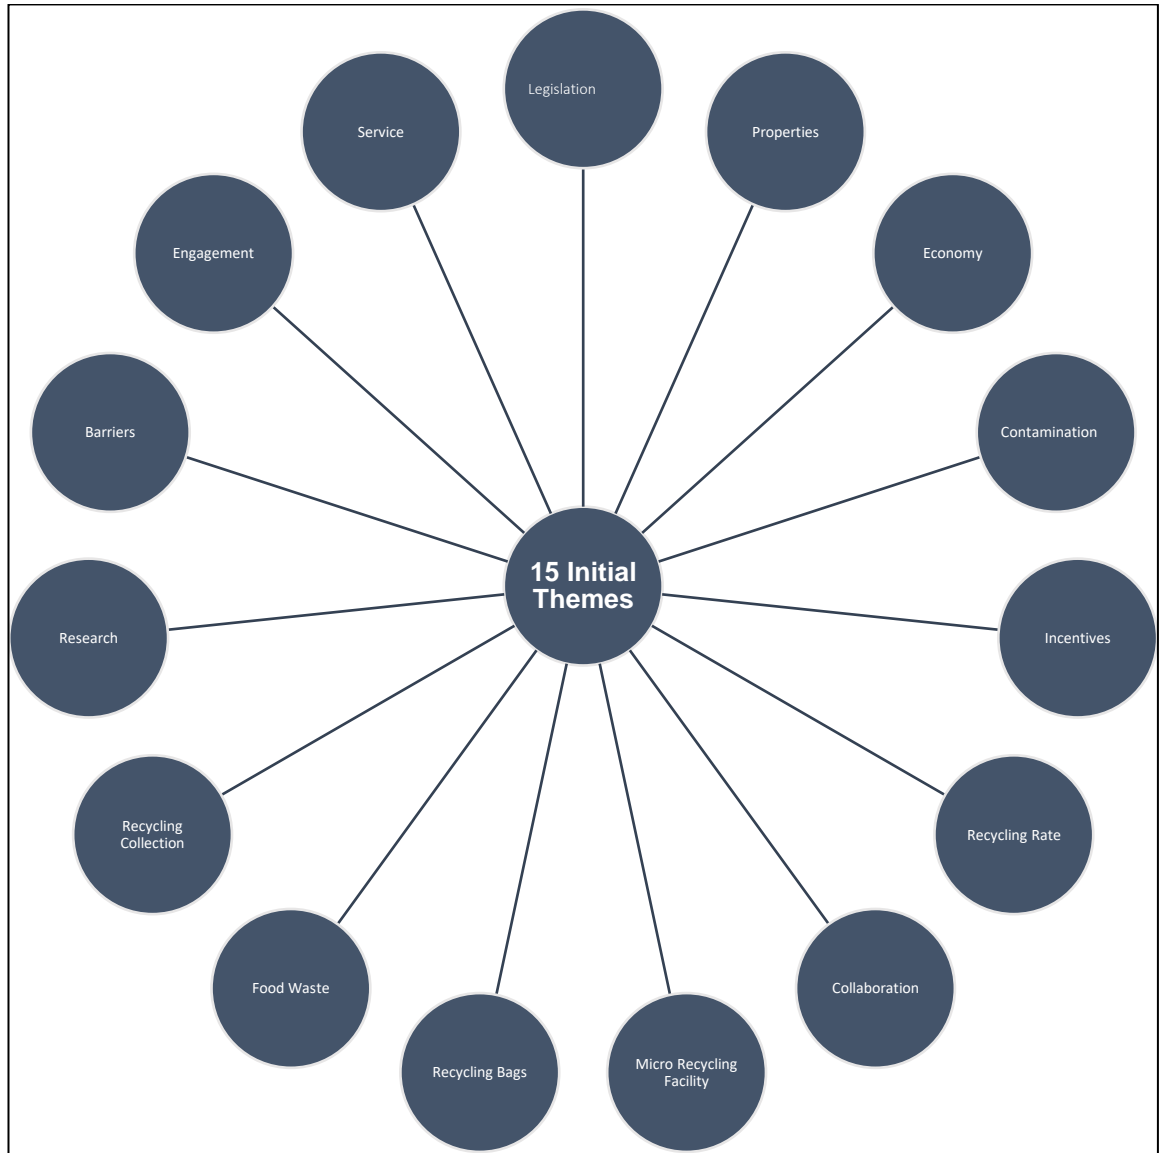 Legislation
Properties
Economy
Contamination
Incentives
Recycling Rate
Collaboration
Micro Recycling
Facility
Recycling Bags
Food Waste
Recycling
Collection
Research
Barriers
Engagement
Service
15 Initial
Themes